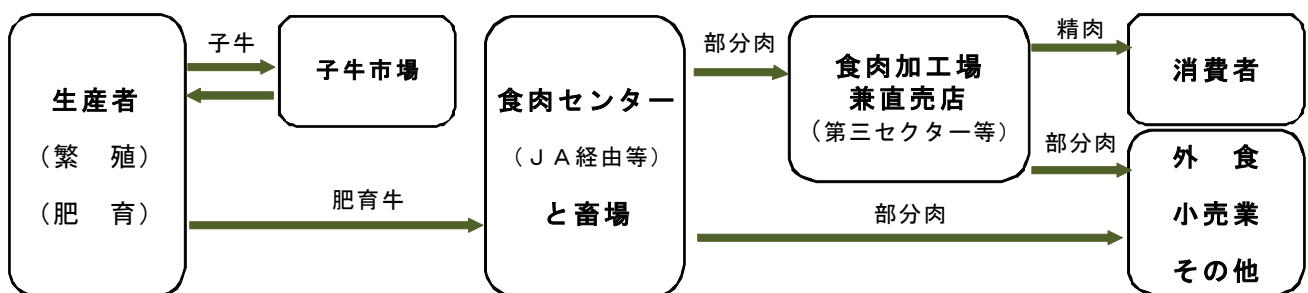 生産者
（繁　殖）
（肥　育）
子牛
子牛市場
肥育牛
食肉センター
（ＪＡ経由等）
と畜場
部分肉
食肉加工場
兼直売店
（第三セクター等）
精肉
消費者
部分肉
部分肉
外　食
小売業
その他